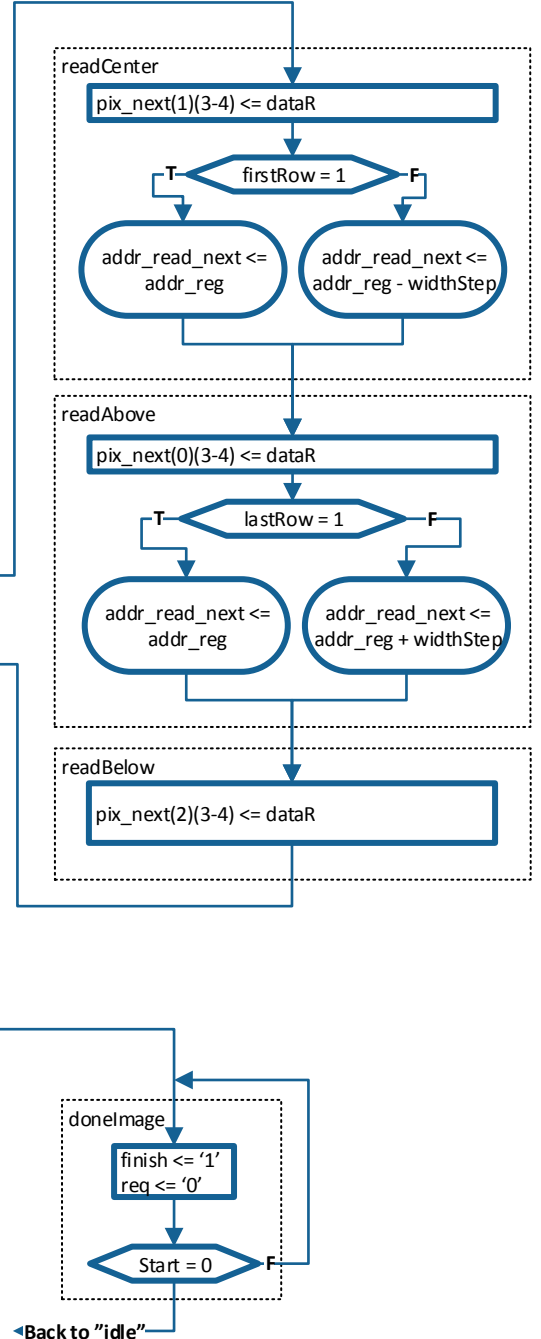 readCenter
pix_next(1)(3-4) <= dataR
T
firstRow = 1
F
addr_read_next <=
addr_reg
addr_read_next <=
addr_reg - widthStep
readAbove
pix_next(0)(3-4) <= dataR
T
lastRow = 1
F
addr_read_next <=
addr_reg
addr_read_next <=
addr_reg + widthStep
readBelow
pix_next(2)(3-4) <= dataR
doneImage
finish <= ‘1’
req <= ‘0’
Start = 0
F
Back to ”idle”